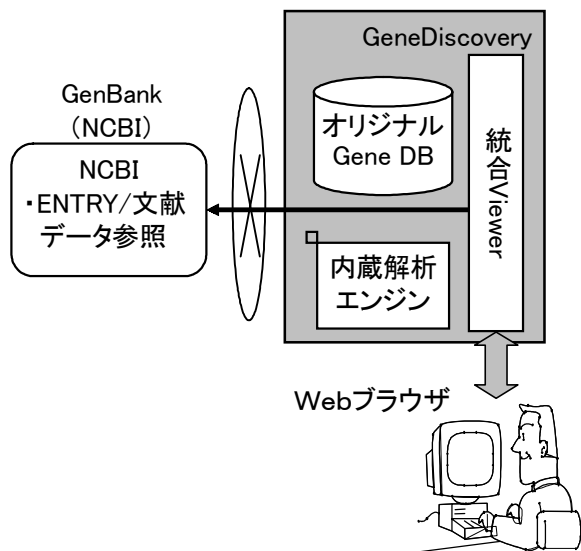 GeneDiscovery
GenBank
(NCBI)
NCBI
・ENTRY/文献
データ参照
オリジナル
Gene DB
統合Viewer
内蔵解析
エンジン
Webブラウザ